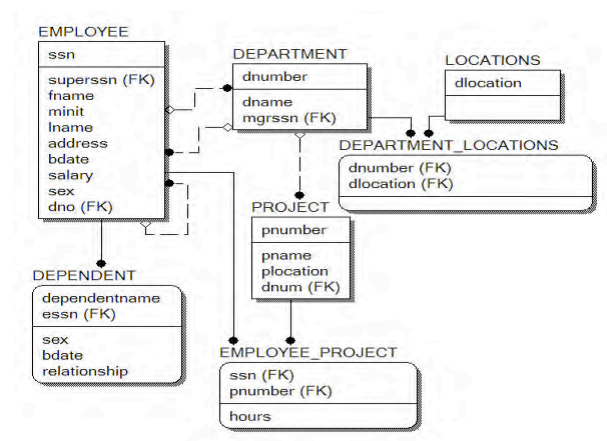 EMPLOYEE
ssn
superssn (FK)
fname
minit
lname
address
bdate
salary
sex
dno (FK)
DEPARTMENT
dnumber
dname
mgrssn (FK)
LOCATIONS
dlocation
DEPARTMENT_LOCATIONS
dnumber (FK)
dlocation (FK)
PROJECT
pnumber
pname
plocation
dnum (FK)
DEPENDENT
dependentname
essn (FK)
sex
bdate
relationship
EMPLOYEE_PROJECT
ssn (FK)
pnumber (FK)
hours